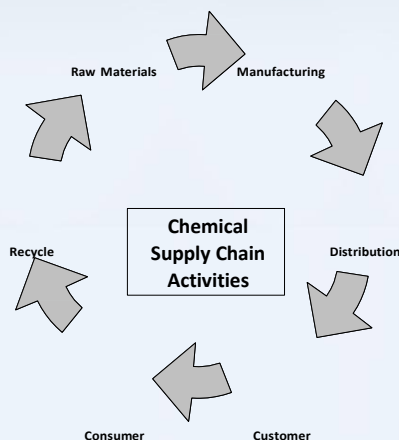 Raw Materials
Manufacturing
Chemical
Supply Chain
Activities
Recycle
Distribution
Consumer
Customer